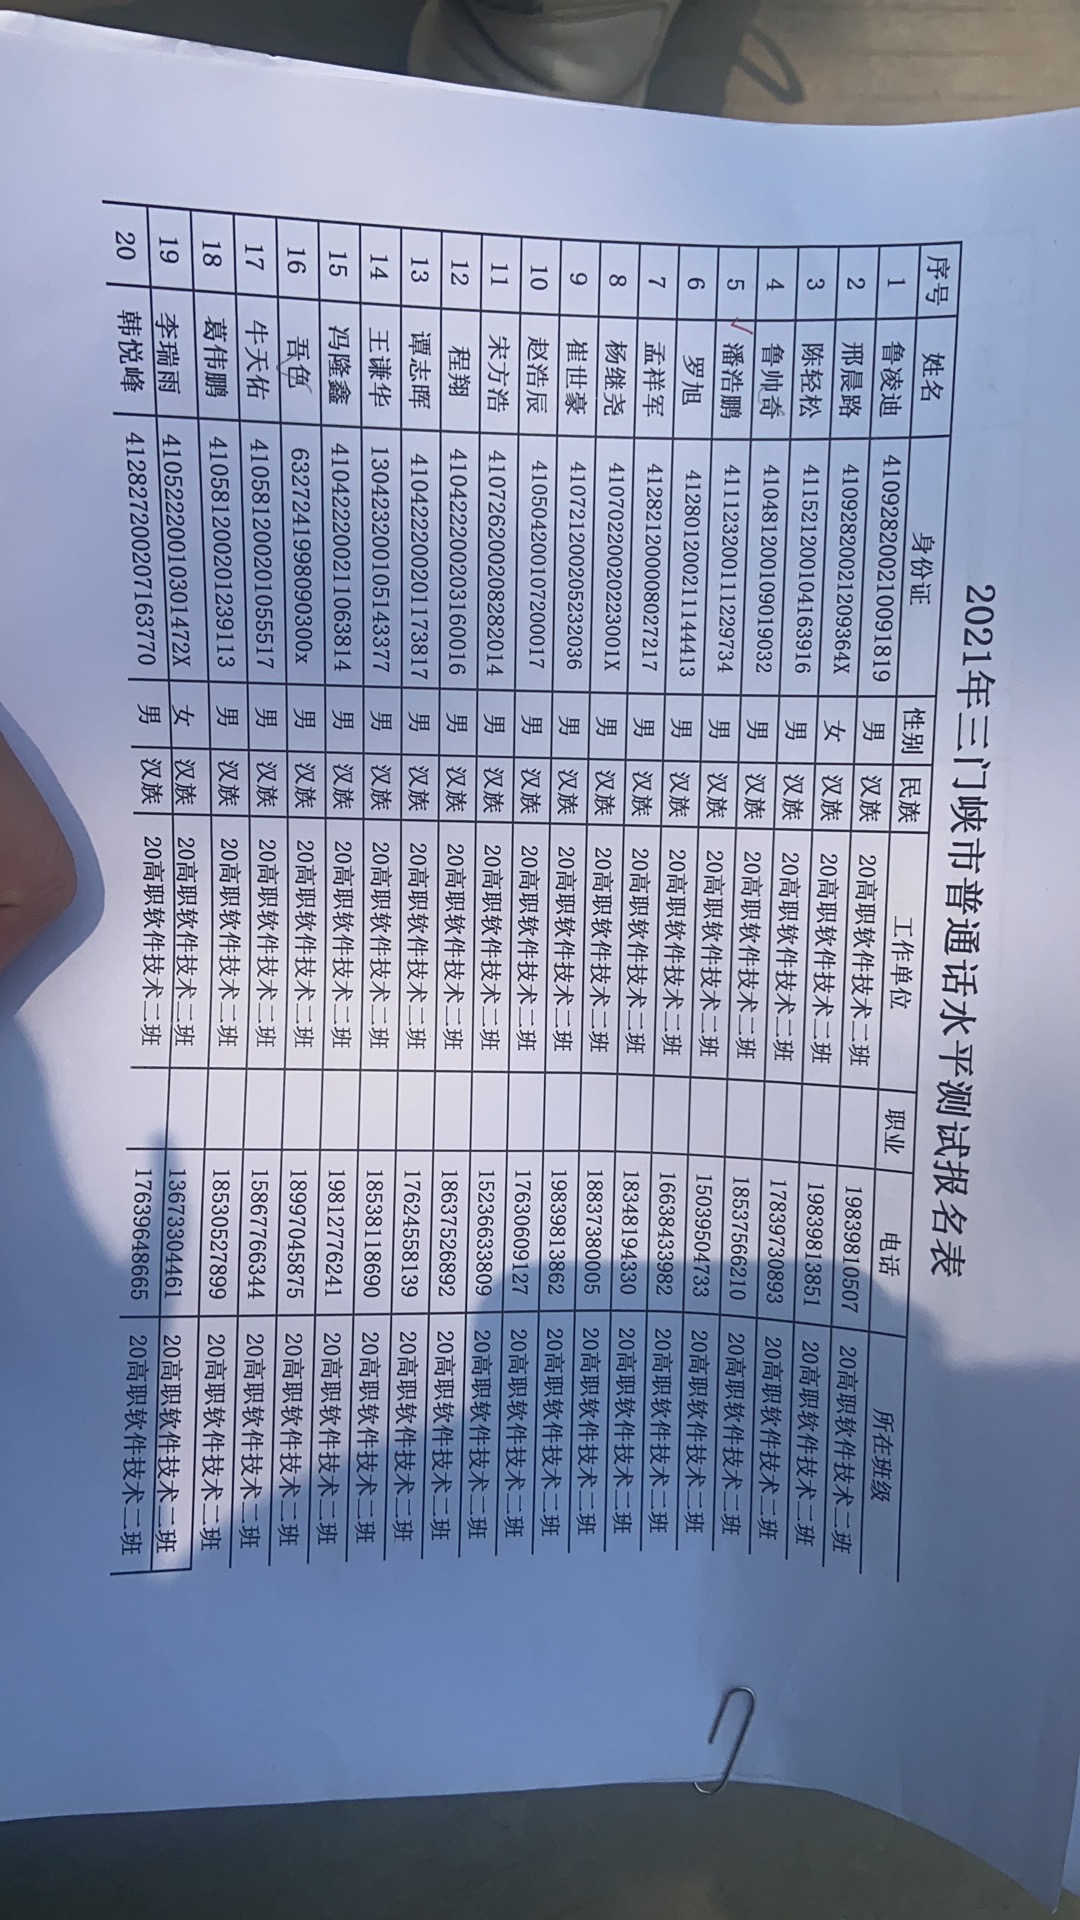 2021年三门峡市普通话水平测试报名表
序号 姓名 身份证 性别 民族 工作单位 职业 电话 所在班级
1 鲁凌迪 410928200210091819 男 汉族 20高职软件技术二班 19839810507 20高职软件技术二班
2 邢晨路 41092820021209364X 女 汉族 20高职软件技术二班 19839813851 20高职软件技术二班
3 陈轻松 411521200104163916 男 汉族 20高职软件技术二班 17839730893 20高职软件技术二班
4 鲁帅奇 410481200109019032 男 汉族 20高职软件技术二班 18537566210 20高职软件技术二班
5 潘浩鹏 411123200111229734 男 汉族 20高职软件技术二班 15039504733 20高职软件技术二班
6 罗旭 412801200211144413 男 汉族 20高职软件技术二班 16638433982 20高职软件技术二班
7 孟祥军 412821200008027217 男 汉族 20高职软件技术二班 18348194330 20高职软件技术二班
8 杨继尧 41070220020223001X 男 汉族 20高职软件技术二班 18837380005 20高职软件技术二班
9 崔世豪 410721200205232036 男 汉族 20高职软件技术二班 19839813862 20高职软件技术二班
10 赵浩辰 410504200107200017 男 汉族 20高职软件技术二班 17630609127 20高职软件技术二班
11 宋方浩 410726200208282014 男 汉族 20高职软件技术二班 15236633809 20高职软件技术二班
12 程翔 410422200203160016 男 汉族 20高职软件技术二班 18637526892 20高职软件技术二班
13 谭志晖 410422200201173817 男 汉族 20高职软件技术二班 17624558139 20高职软件技术二班
14 王谦华 130423200105143377 男 汉族 20高职软件技术二班 18538118690 20高职软件技术二班
15 冯隆鑫 410422200211063814 男 汉族 20高职软件技术二班 19812776241 20高职软件技术二班
16 吾色 6327241998090300x 男 汉族 20高职软件技术二班 18997045875 20高职软件技术二班
17 牛天佑 410581200201055517 男 汉族 20高职软件技术二班 15867766344 20高职软件技术二班
18 葛伟鹏 410581200201239113 男 汉族 20高职软件技术二班 18530527899 20高职软件技术二班
19 李瑞雨 41052220010301472X 女 汉族 20高职软件技术二班 13673304461 20高职软件技术二班
20 韩悦峰 412827200207163770 男 汉族 20高职软件技术二班 17639648665 20高职软件技术二班